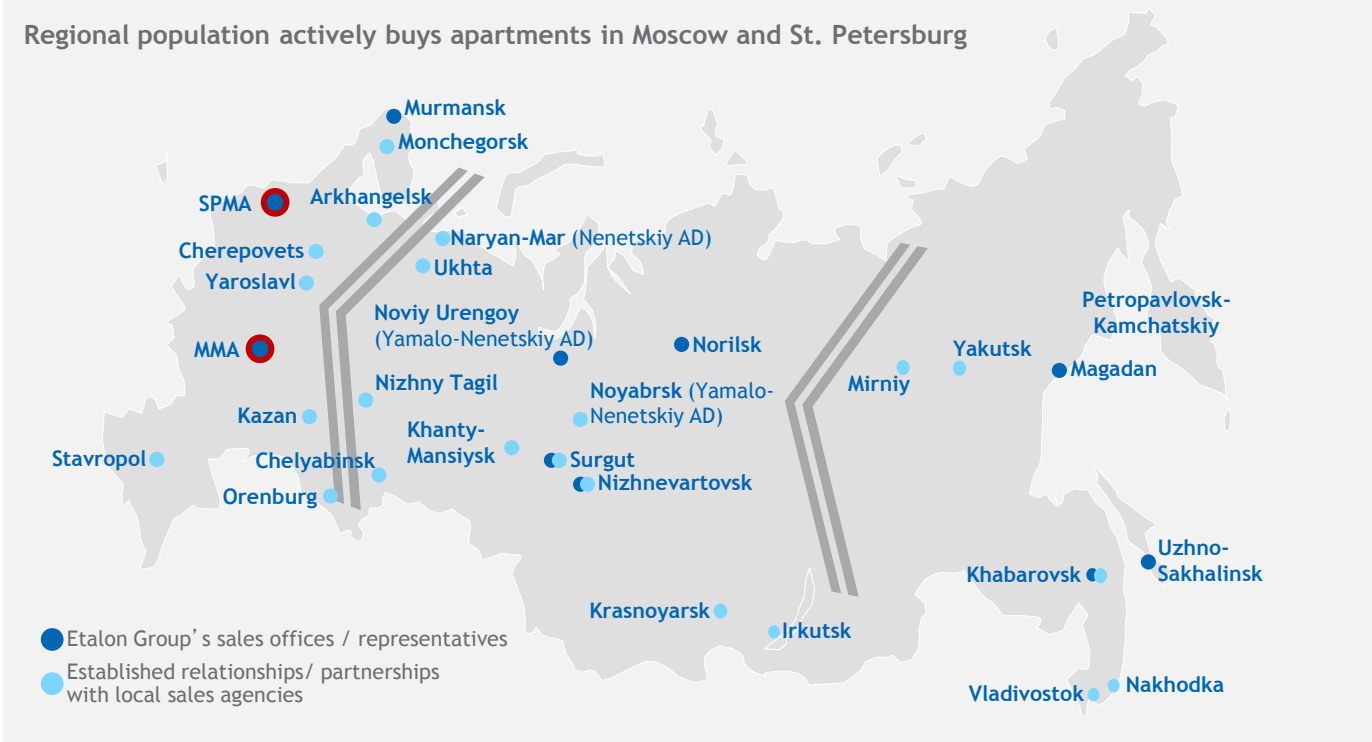 Regional population actively buys apartments in Moscow and St. Petersburg
Murmansk
Monchegorsk
SPMA
Arkhangelsk
Cherepovets
Naryan-Mar (Nenetskiy AD)
Ukhta
Yaroslavl
Noviy Urengoy
(Yamalo-Nenetskiy AD)
Petropavlovsk-
Kamchatskiy
MMA
Norilsk
Yakutsk
Magadan
Mirniy
Nizhny Tagil
Noyabrsk (Yamalo-
Nenetskiy AD)
Kazan
Khanty-
Mansiysk
Stavropol
Chelyabinsk
Surgut
Nizhnevartovsk
Orenburg
Uzhno-
Sakhalinsk
Khabarovsk
Krasnoyarsk
Irkutsk
Etalon Group's sales offices / representatives
Established relationships/ partnerships
with local sales agencies
Vladivostok
Nakhodka